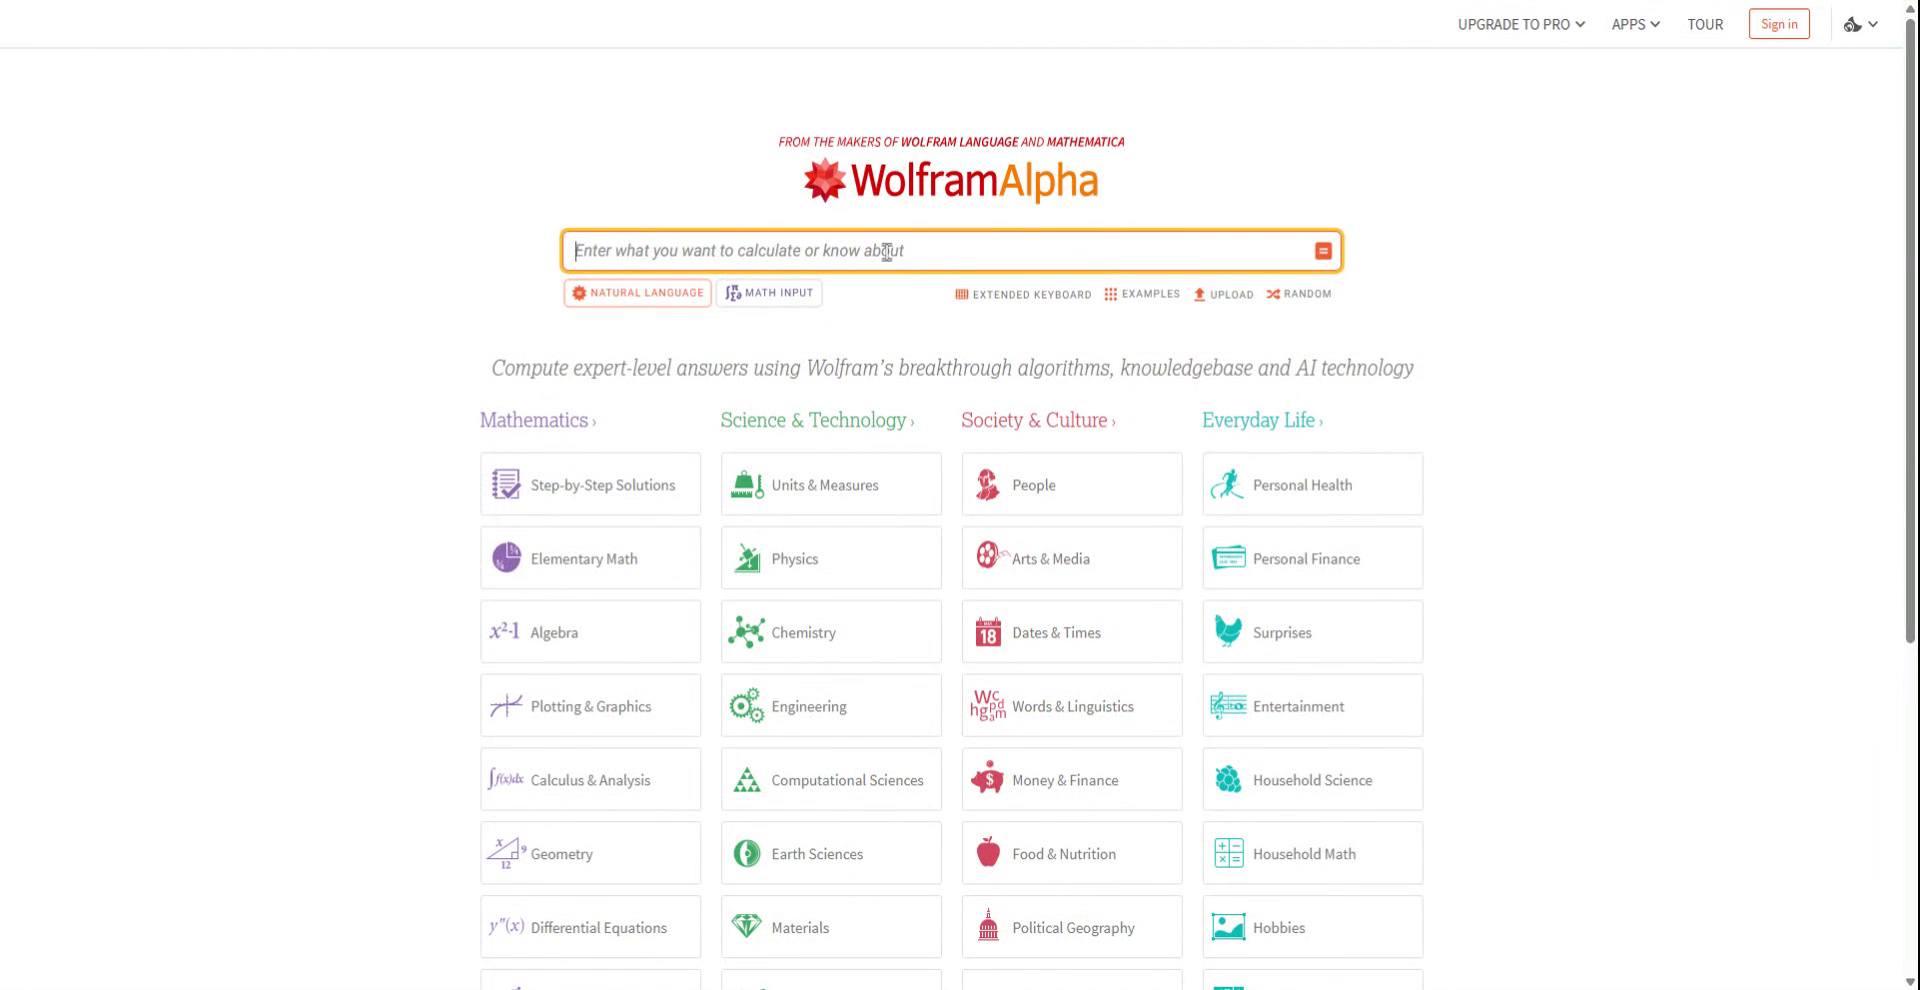 UPGRADE TO PRO APPS TOUR Sign in
FROM THE MAKERS OF WOLFRAM LANGUAGE AND MATHEMATICA
WolframAlpha
Enter what you want to calculate or know about
NATURAL LANGUAGE MATH INPUT EXTENDED KEYBOARD EXAMPLES UPLOAD RANDOM
Compute expert-level answers using Wolfram's breakthrough algorithms, knowledgebase and AI technology
Mathematics › Science & Technology › Society & Culture › Everyday Life ›
Step-by-Step Solutions Units & Measures People Personal Health
Elementary Math Physics Arts & Media Personal Finance
x²-1 Algebra Chemistry 18 Dates & Times Surprises
Plotting & Graphics Engineering Words & Linguistics Entertainment
∫f(x)dx Calculus & Analysis Computational Sciences $ Money & Finance Household Science
x 9 12 Geometry Earth Sciences Food & Nutrition Household Math
y″(x) Differential Equations Materials Political Geography Hobbies